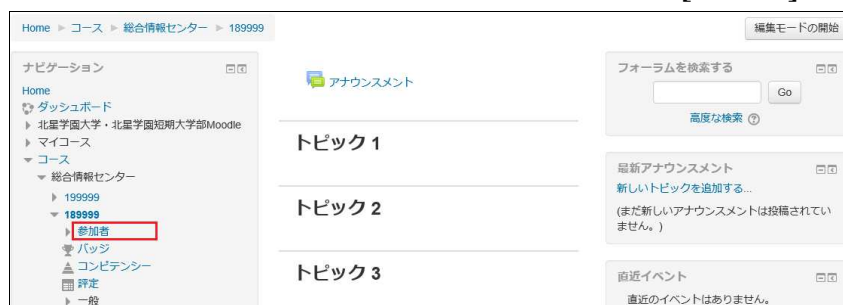 Home ▶ コース ▶ 総合情報センター ▶ 189999
編集モードの開始
ナビゲーション
Home
ダッシュボード
北星学園大学・北星学園短期大学部Moodle
マイコース
コース
総合情報センター
199999
189999
参加者
バッジ
コンピテンシー
評定
一般
アナウンスメント
トピック 1
トピック 2
トピック 3
フォーラムを検索する
Go
高度な検索
最新アナウンスメント
新しいトピックを追加する...
(まだ新しいアナウンスメントは投稿されてい
ません。)
直近イベント
直近のイベントはありません。